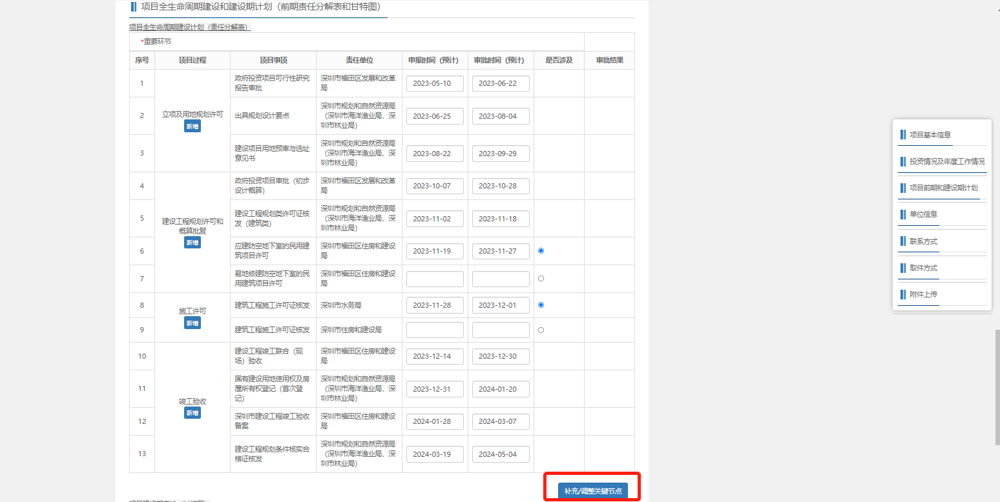 项目全生命周期建设和建设期计划（前期责任分解表和甘特图）
项目全生命周期建设计划（责任分解表）
*重要环节
序号 项目过程 项目事项 责任单位 申报时间（预计） 审批时间（预计） 是否涉及 审批结果
1
立项及用地规划许可
新增
政府投资项目可行性研究
报告审批
深圳市福田区发展和改革
局
2023-05-10 2023-06-22
2
出具规划设计要点
深圳市规划和自然资源局
（深圳市海洋渔业局、深
圳市林业局）
2023-06-25 2023-08-04
3
建设项目用地预审与选址
意见书
深圳市规划和自然资源局
（深圳市海洋渔业局、深
圳市林业局）
2023-08-22 2023-09-29
4
建设工程规划许可和
概算批复
新增
政府投资项目审批（初步
设计概算）
深圳市福田区发展和改革
局
2023-10-07 2023-10-28
5
建设工程规划类许可证核
发（建筑类）
深圳市规划和自然资源局
（深圳市海洋渔业局、深
圳市林业局）
2023-11-02 2023-11-18
6
应建防空地下室的民用建
筑项目许可
深圳市福田区住房和建设
局
2023-11-19 2023-11-27
7
易地修建防空地下室的民
用建筑项目许可
深圳市福田区住房和建设
局
8
施工许可
新增
建筑工程施工许可证核发
深圳市水务局
2023-11-28 2023-12-01
9
建筑工程施工许可证核发
深圳市住房和建设局
10
竣工验收
新增
建设工程竣工联合（现
场）验收
深圳市福田区住房和建设
局
2023-12-14 2023-12-30
11
国有建设用地使用权及房
屋所有权登记（首次登
记）
深圳市规划和自然资源局
（深圳市海洋渔业局、深
圳市林业局）
2023-12-31 2024-01-20
12
深圳市建设工程竣工验收
备案
深圳市福田区住房和建设
局
2024-01-28 2024-03-07
13
建设工程规划条件核实合
格证核发
深圳市规划和自然资源局
（深圳市海洋渔业局、深
圳市林业局）
2024-03-19 2024-05-04
补充/调整关键节点
项目基本信息
投资情况及年度工作情况
项目前期和建设期计划
单位信息
联系方式
取件方式
附件上传